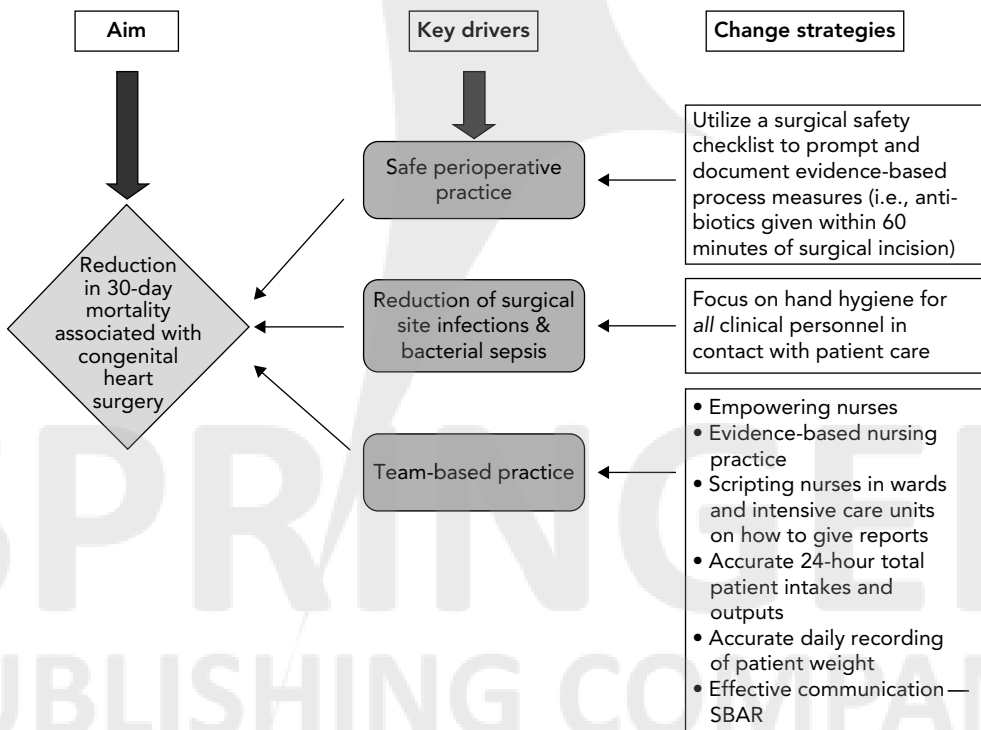 Aim
Key drivers
Change strategies
Reduction
in 30-day
mortality
associated with
congenital
heart
surgery
Safe perioperative
practice
Reduction of surgical
site infections &
bacterial sepsis
Team-based practice
Utilize a surgical safety
checklist to prompt and
document evidence-based
process measures (i.e., anti-
biotics given within 60
minutes of surgical incision)
Focus on hand hygiene for
all clinical personnel in
contact with patient care
• Empowering nurses
• Evidence-based nursing
practice
• Scripting nurses in wards
and intensive care units
on how to give reports
• Accurate 24-hour total
patient intakes and
outputs
• Accurate daily recording
of patient weight
• Effective communication—
SBAR
SPRINGE
UBLISHING COMPAN